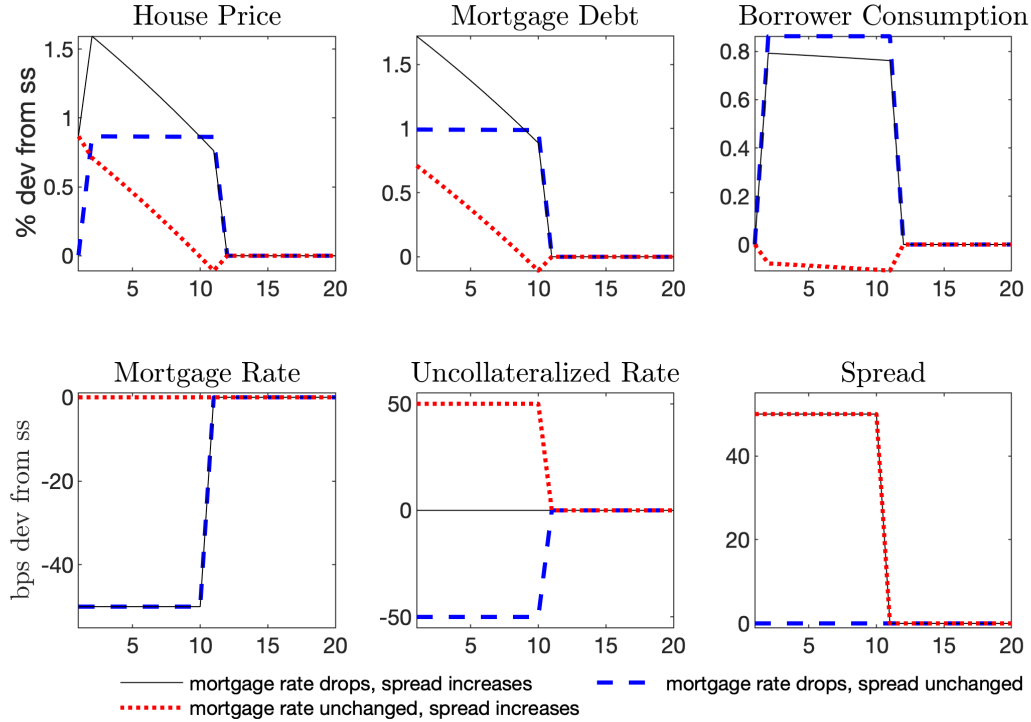 House Price
Mortgage Debt
Borrower Consumption
% dev from ss
1.5
1
0.5
0
5 10 15 20
1.5
1
0.5
0
5 10 15 20
0.8
0.6
0.4
0.2
0
5 10 15 20
Mortgage Rate
Uncollateralized Rate
Spread
bps dev from ss
0
-20
-40
5 10 15 20
50
0
-50
5 10 15 20
40
20
0
5 10 15 20
mortgage rate drops, spread increases
mortgage rate drops, spread unchanged
mortgage rate unchanged, spread increases